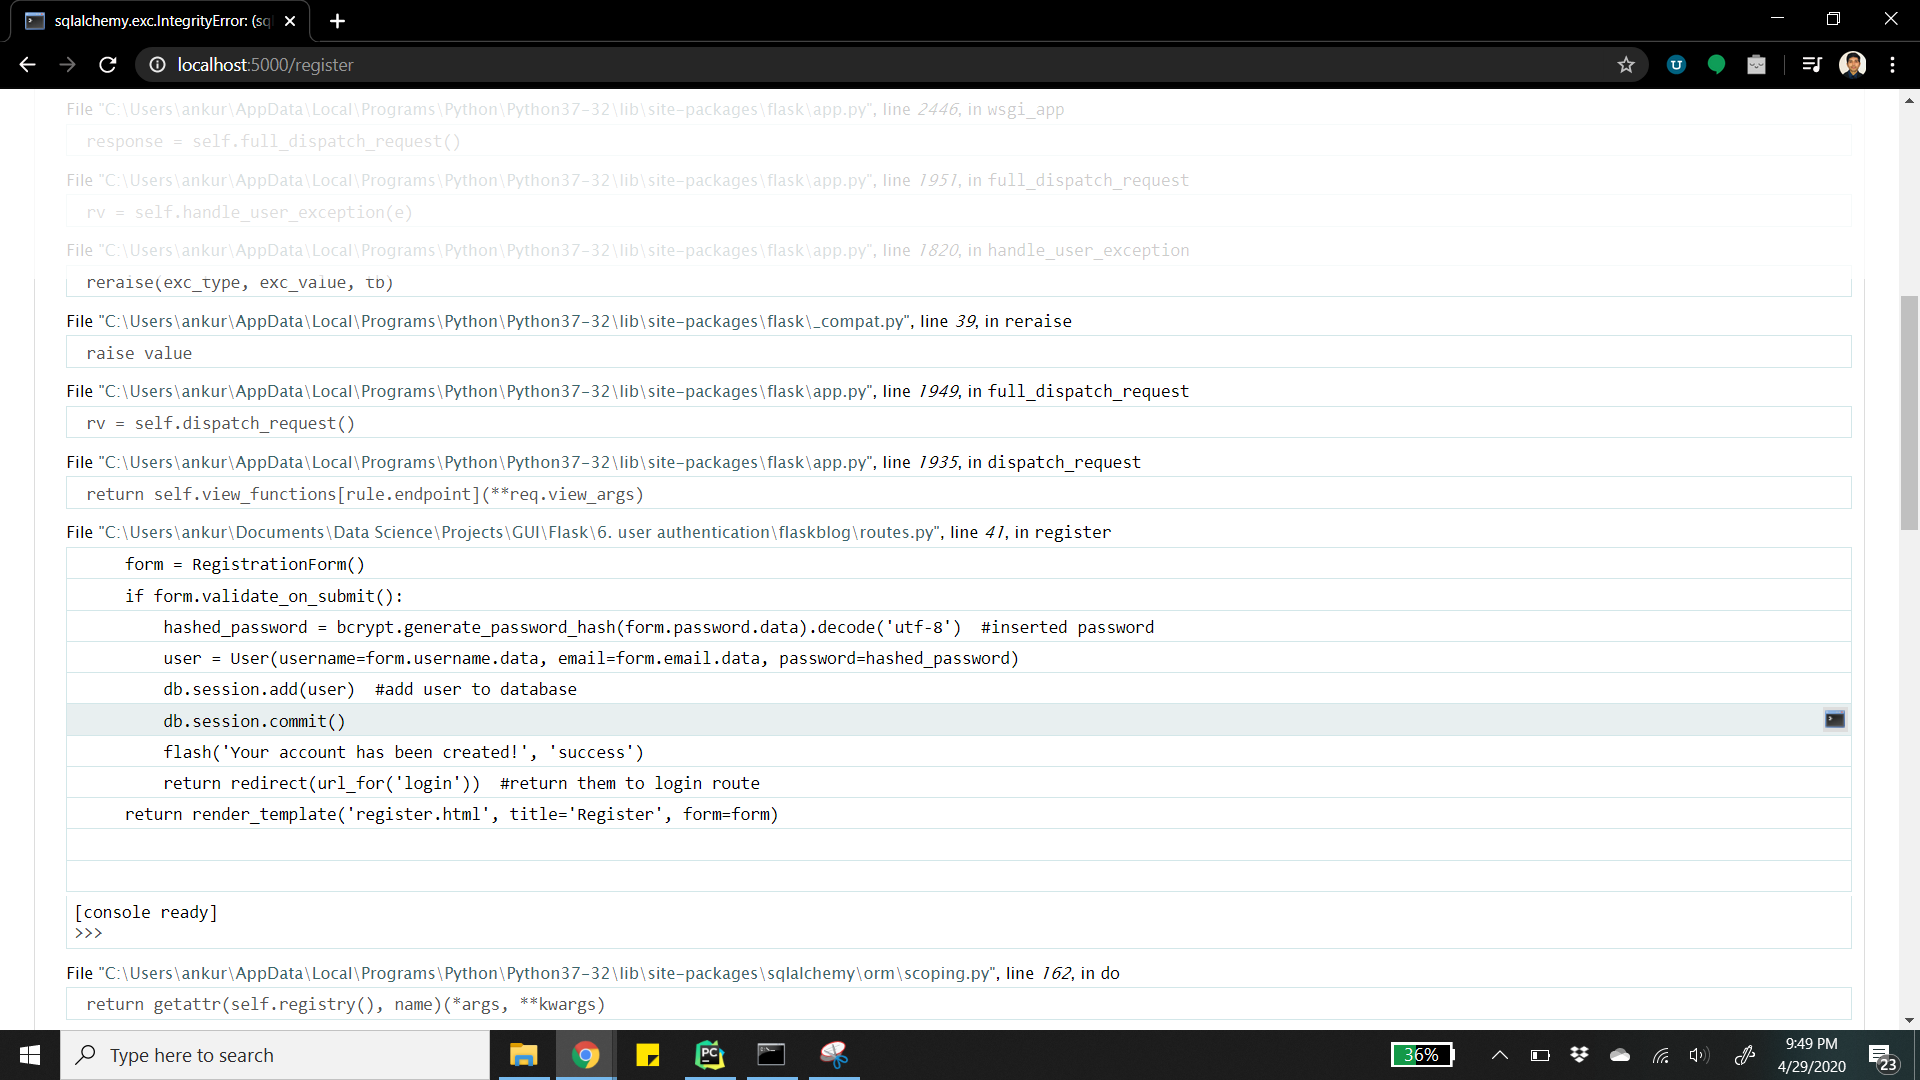 sqlalchemy.exc.IntegrityError: (sq
localhost:5000/register
File "C:\Users\ankur\AppData\Local\Programs\Python\Python37-32\lib\site-packages\flask\app.py", line 2446, in wsgi_app
response = self.full_dispatch_request()
File "C:\Users\ankur\AppData\Local\Programs\Python\Python37-32\lib\site-packages\flask\app.py", line 1951, in full_dispatch_request
rv = self.handle_user_exception(e)
File "C:\Users\ankur\AppData\Local\Programs\Python\Python37-32\lib\site-packages\flask\app.py", line 1820, in handle_user_exception
reraise(exc_type, exc_value, tb)
File "C:\Users\ankur\AppData\Local\Programs\Python\Python37-32\lib\site-packages\flask\_compat.py", line 39, in reraise
raise value
File "C:\Users\ankur\AppData\Local\Programs\Python\Python37-32\lib\site-packages\flask\app.py", line 1949, in full_dispatch_request
rv = self.dispatch_request()
File "C:\Users\ankur\AppData\Local\Programs\Python\Python37-32\lib\site-packages\flask\app.py", line 1935, in dispatch_request
return self.view_functions[rule.endpoint](**req.view_args)
File "C:\Users\ankur\Documents\Data Science\Projects\GUI\Flask\6. user authentication\flaskblog\routes.py", line 41, in register
form = RegistrationForm()
if form.validate_on_submit():
hashed_password = bcrypt.generate_password_hash(form.password.data).decode('utf-8')  #inserted password
user = User(username=form.username.data, email=form.email.data, password=hashed_password)
db.session.add(user)  #add user to database
db.session.commit()
flash('Your account has been created!', 'success')
return redirect(url_for('login'))  #return them to login route
return render_template('register.html', title='Register', form=form)
[console ready]
>>>
File "C:\Users\ankur\AppData\Local\Programs\Python\Python37-32\lib\site-packages\sqlalchemy\orm\scoping.py", line 162, in do
return getattr(self.registry(), name)(*args, **kwargs)
Type here to search
PC
36%
9:49 PM
4/29/2020
23